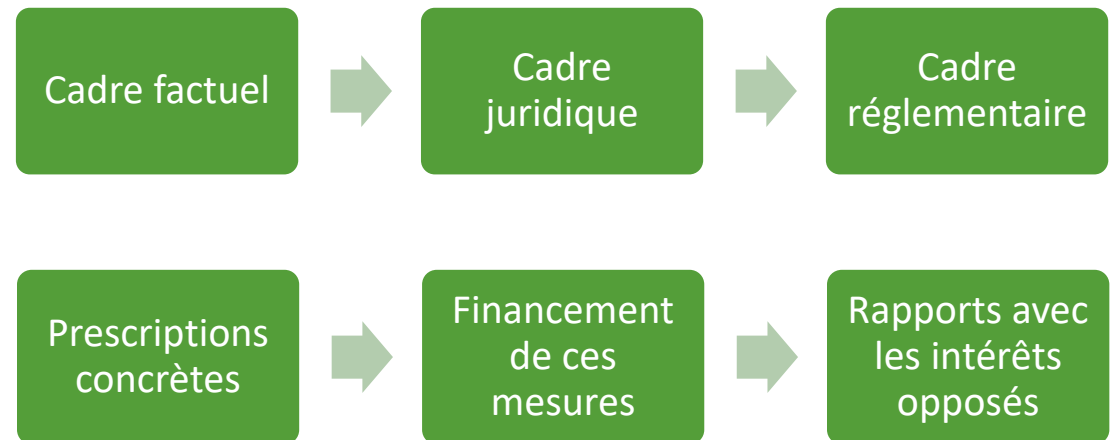 Cadre factuel
Cadre
juridique
Cadre
réglementaire
Prescriptions
concrètes
Financement
de ces
mesures
Rapports avec
les intérêts
opposés